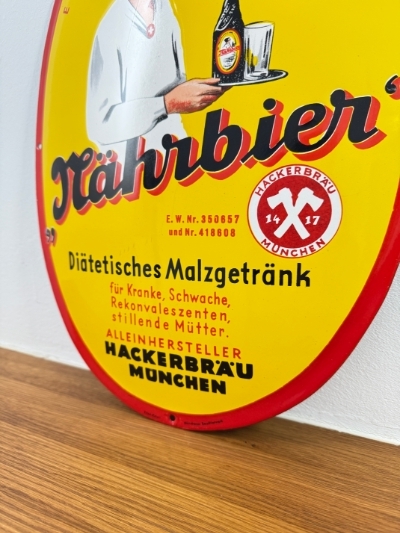 "Nährbier"
E.W. Nr. 350657
und Nr. 418608
HACKERBRÄU
14 17
MÜNCHEN
Diätetisches Malzgetränk
für Kranke, Schwache,
Rekonvaleszenten,
stillende Mütter.
ALLEINHERSTELLER
HACKERBRÄU
MÜNCHEN